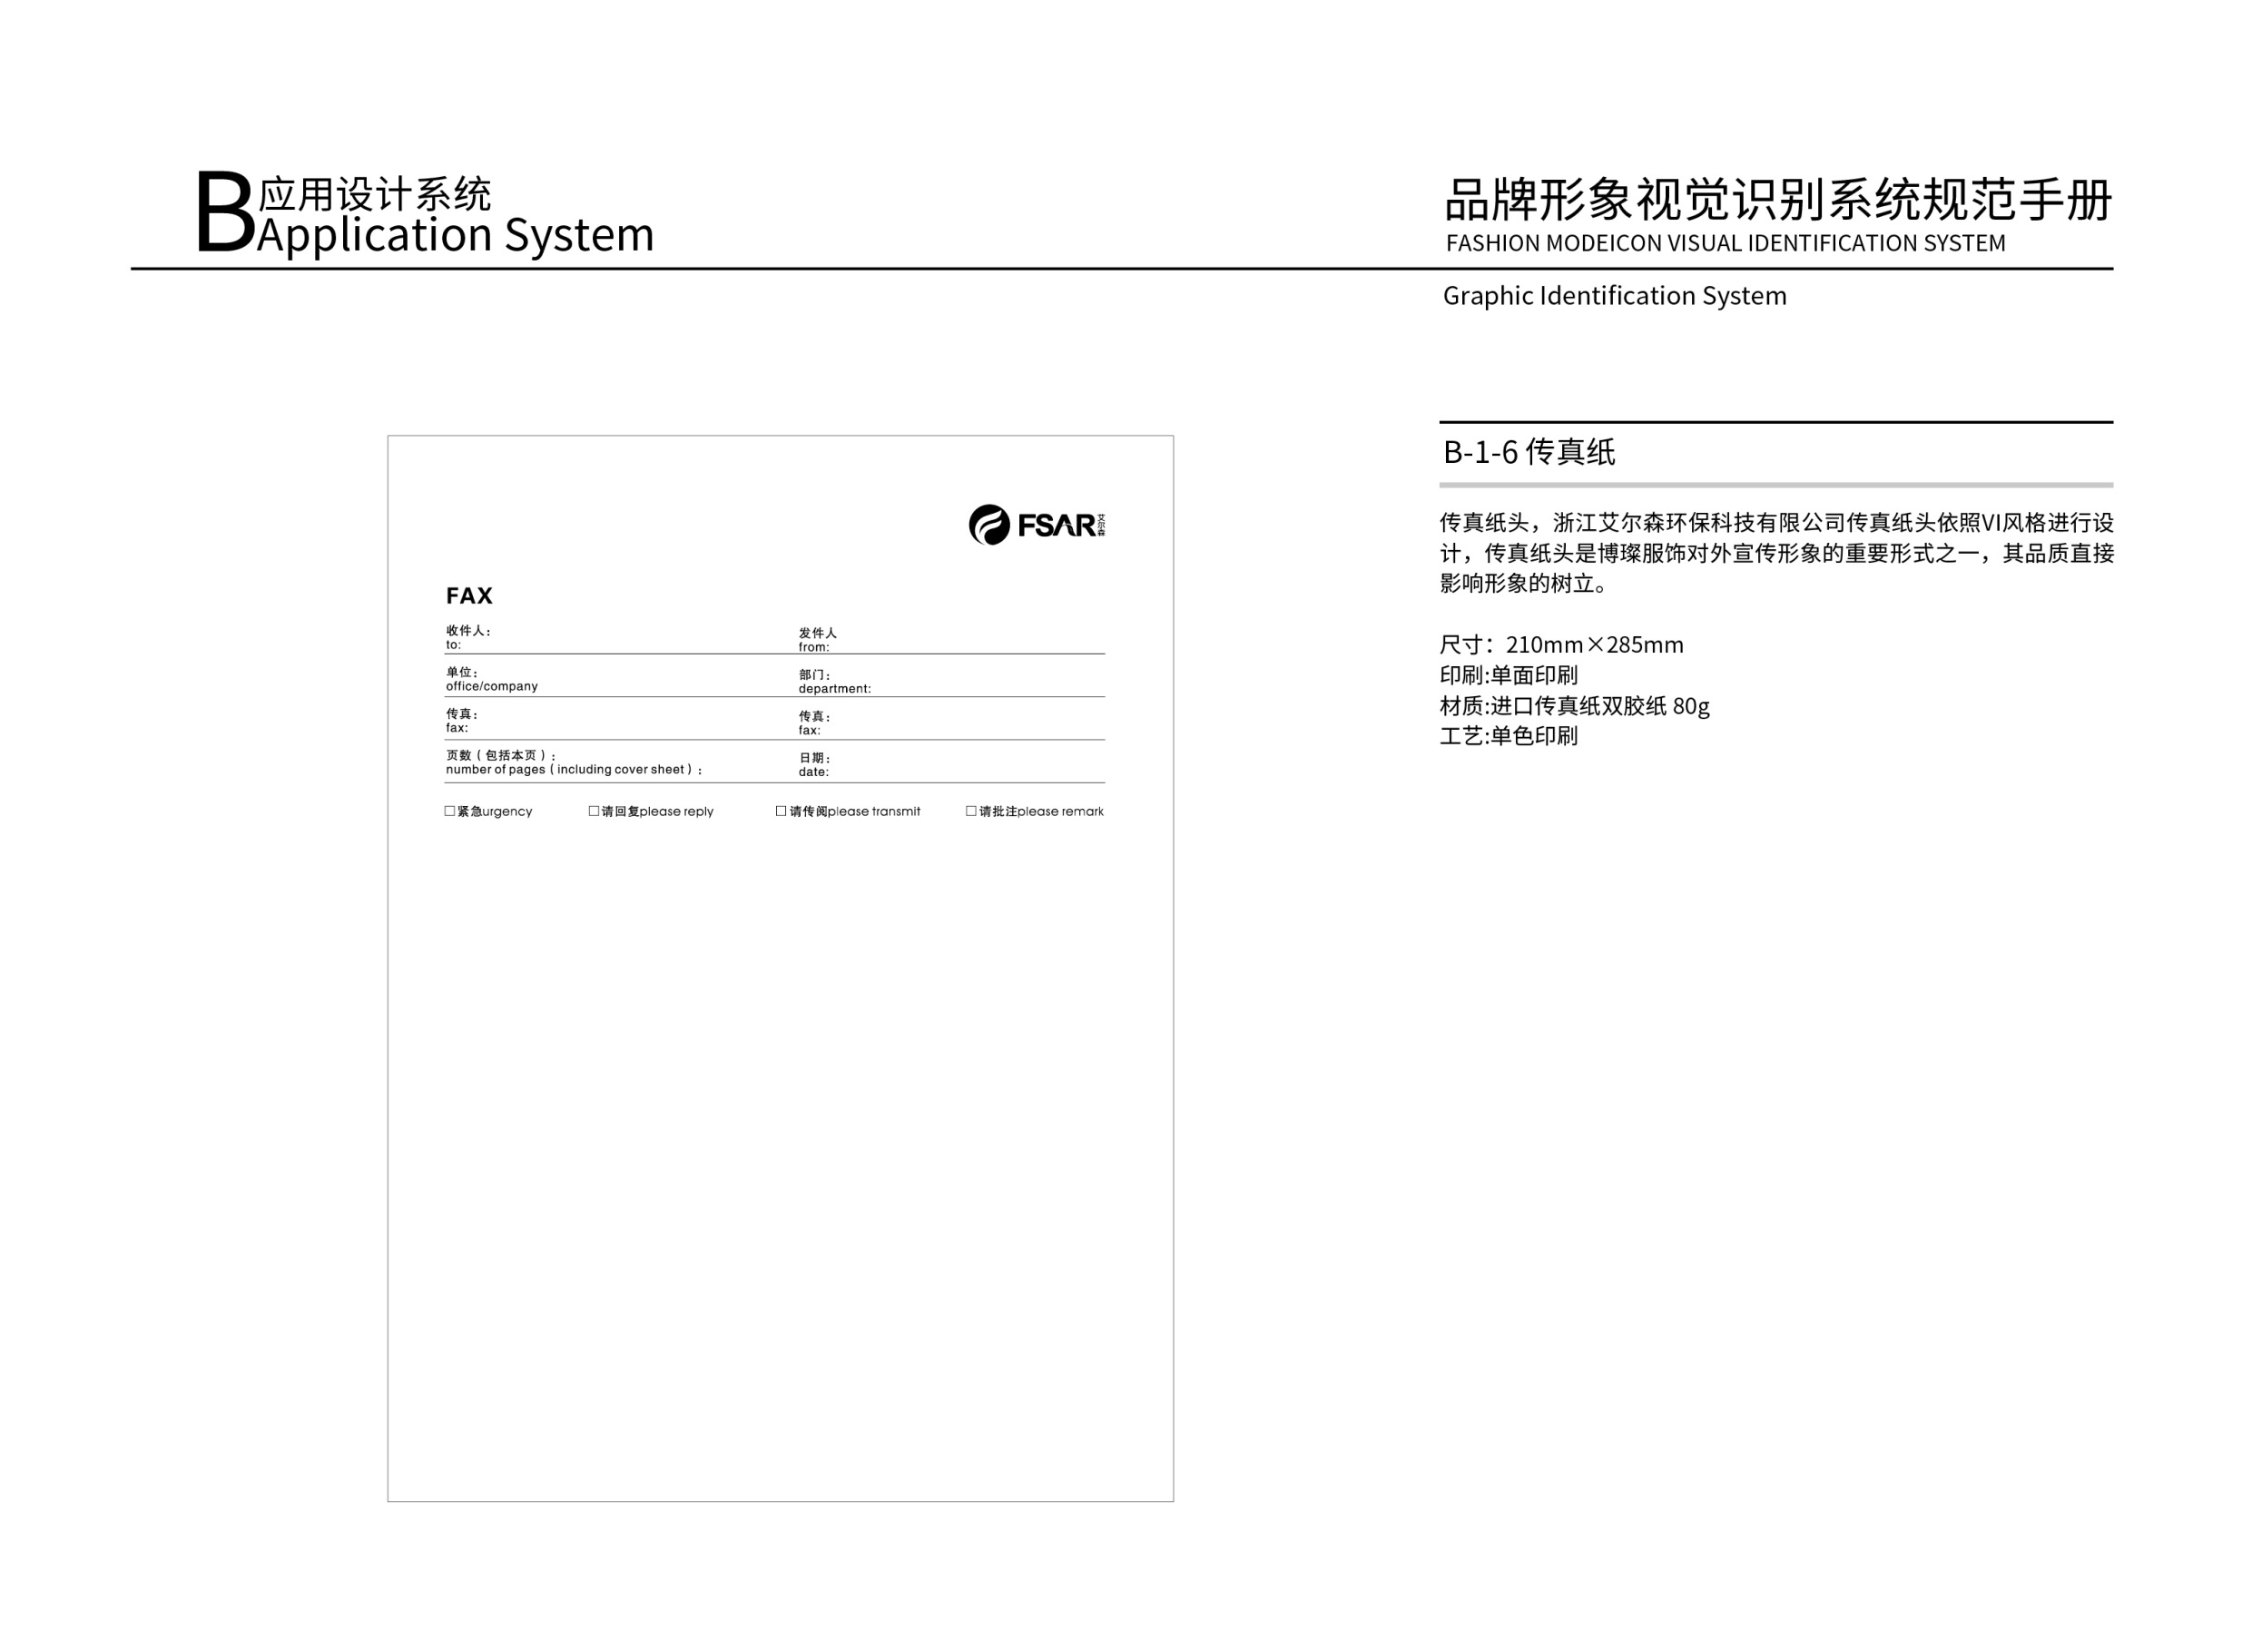 B应用设计系统
Application System
品牌形象视觉识别系统规范手册
FASHION MODEICON VISUAL IDENTIFICATION SYSTEM
Graphic Identification System
FSAR艾尔森
FAX
收件人：
to:
发件人
from:
单位：
office/company
部门：
department:
传真：
fax:
传真：
fax:
页数（包括本页）：
number of pages（including cover sheet）：
日期：
date:
□紧急urgency □请回复please reply □请传阅please transmit □请批注please remark
B-1-6 传真纸
传真纸头，浙江艾尔森环保科技有限公司传真纸头依照VI风格进行设
计，传真纸头是博璨服饰对外宣传形象的重要形式之一，其品质直接
影响形象的树立。
尺寸：210mm×285mm
印刷:单面印刷
材质:进口传真纸双胶纸 80g
工艺:单色印刷